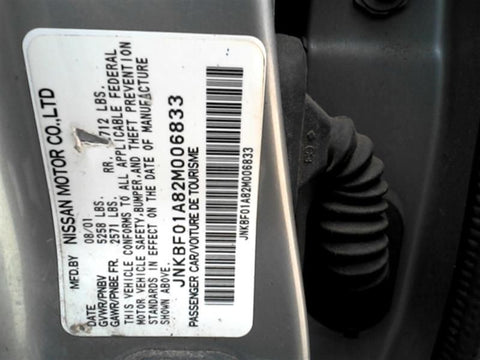 MFD.BY NISSAN MOTOR CO.,LTD
DATE 08/01
GVWR/PNBV 5258 LBS.
GAWR/PNBE FR. 2571 LBS. RR. 712 LBS.
THIS VEHICLE CONFORMS TO ALL APPLICABLE FEDERAL
MOTOR VEHICLE SAFETY,BUMPER,AND THEFT PREVENTION
STANDARDS IN EFFECT ON THE DATE OF MANUFACTURE
SHOWN ABOVE.
JNKBF01A82M006833
PASSENGER CAR/VOITURE DE TOURISME
JNKBF01A82M006833